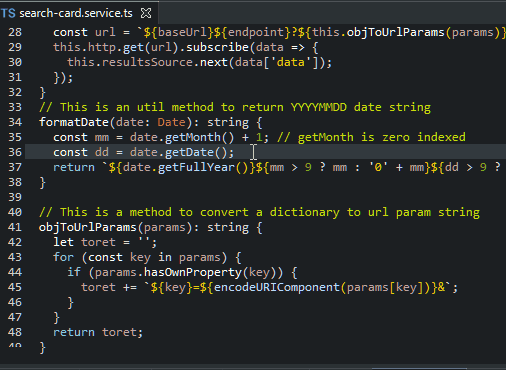 TS search-card.service.ts
28 const url = `${baseUrl}${endpoint}?${this.objToUrlParams(params)}
29 this.http.get(url).subscribe(data => {
30 this.resultsSource.next(data['data']);
31 });
32 }
33 // This is an util method to return YYYYMMDD date string
34 formatDate(date: Date): string {
35 const mm = date.getMonth() + 1; // getMonth is zero indexed
36 const dd = date.getDate();
37 return `${date.getFullYear()}${mm > 9 ? mm : '0' + mm}${dd > 9 ?
38 }
39
40 // This is a method to convert a dictionary to url param string
41 objToUrlParams(params): string {
42 let toret = '';
43 for (const key in params) {
44 if (params.hasOwnProperty(key)) {
45 toret += `${key}=${encodeURIComponent(params[key])}&`;
46 }
47 }
48 return toret;
49 }